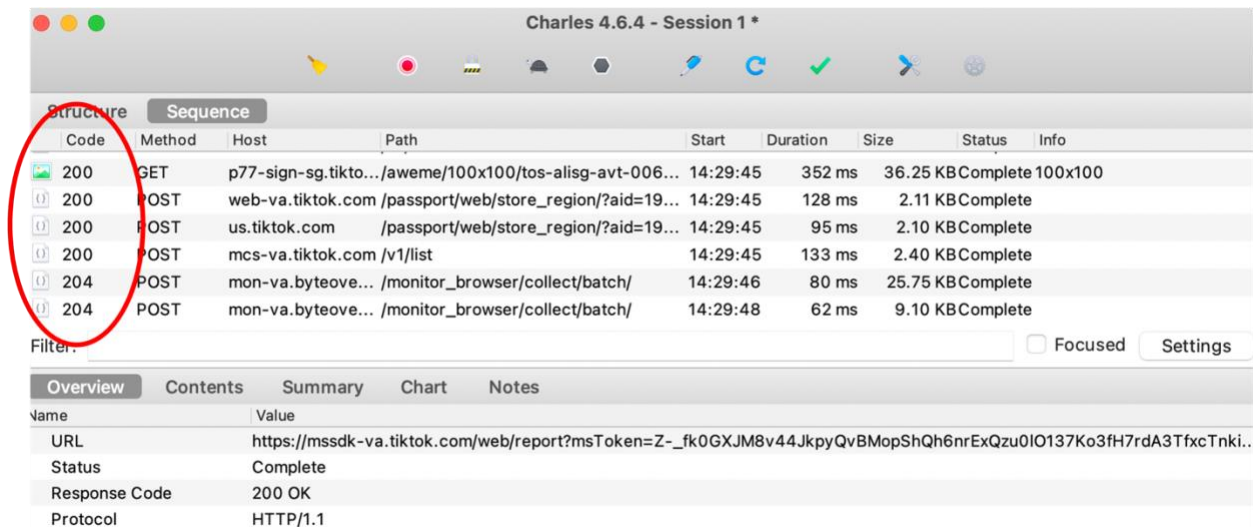 Charles 4.6.4 - Session 1 *
Structure Sequence
Code Method Host Path Start Duration Size Status Info
200 GET p77-sign-sg.tikto... /aweme/100x100/tos-alisg-avt-006... 14:29:45 352 ms 36.25 KB Complete 100x100
200 POST web-va.tiktok.com /passport/web/store_region/?aid=19... 14:29:45 128 ms 2.11 KB Complete
200 POST us.tiktok.com /passport/web/store_region/?aid=19... 14:29:45 95 ms 2.10 KB Complete
200 POST mcs-va.tiktok.com /v1/list 14:29:45 133 ms 2.40 KB Complete
204 POST mon-va.byteove... /monitor_browser/collect/batch/ 14:29:46 80 ms 25.75 KB Complete
204 POST mon-va.byteove... /monitor_browser/collect/batch/ 14:29:48 62 ms 9.10 KB Complete
Filter: Focused Settings
Overview Contents Summary Chart Notes
Name Value
URL https://mssdk-va.tiktok.com/web/report?msToken=Z-_fk0GXJM8v44JkpyQvBMopShQh6nrExQzu0lO137Ko3fH7rdA3TfxcTnki...
Status Complete
Response Code 200 OK
Protocol HTTP/1.1